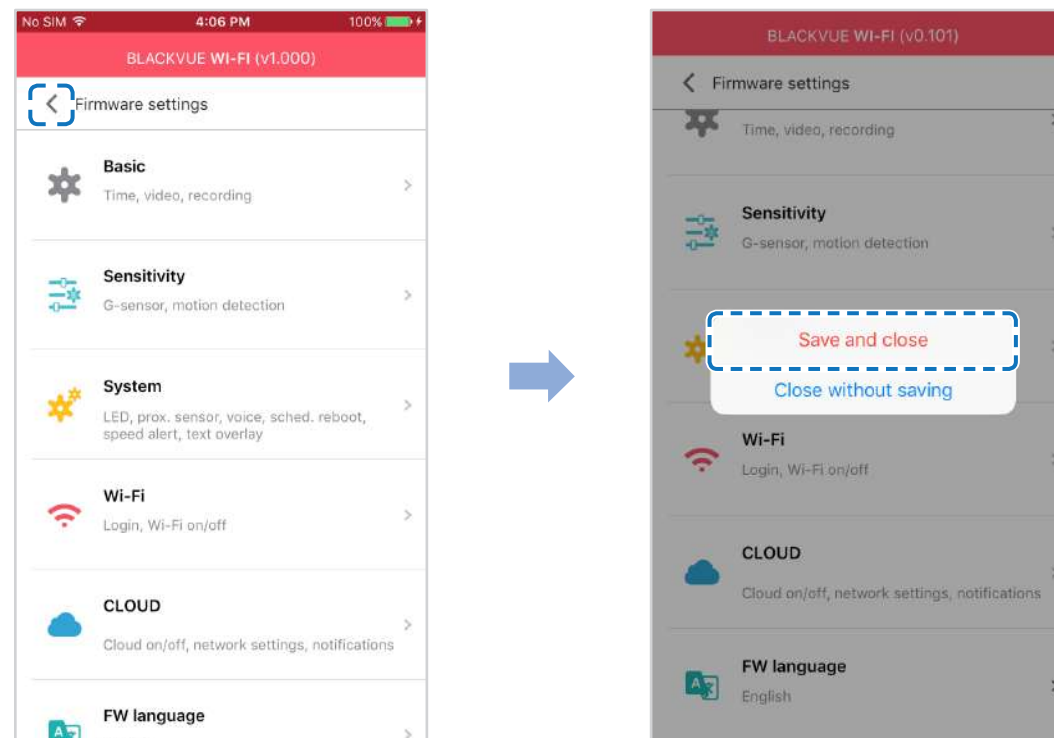 No SIM 4:06 PM 100%
BLACKVUE WI-FI (v1.000)
Firmware settings
Basic
Time, video, recording
Sensitivity
G-sensor, motion detection
System
LED, prox. sensor, voice, sched. reboot,
speed alert, text overlay
Wi-Fi
Login, Wi-Fi on/off
CLOUD
Cloud on/off, network settings, notifications
FW language
BLACKVUE WI-FI (v0.101)
Firmware settings
Time, video, recording
Sensitivity
G-sensor, motion detection
Save and close
Close without saving
Wi-Fi
Login, Wi-Fi on/off
CLOUD
Cloud on/off, network settings, notifications
FW language
English